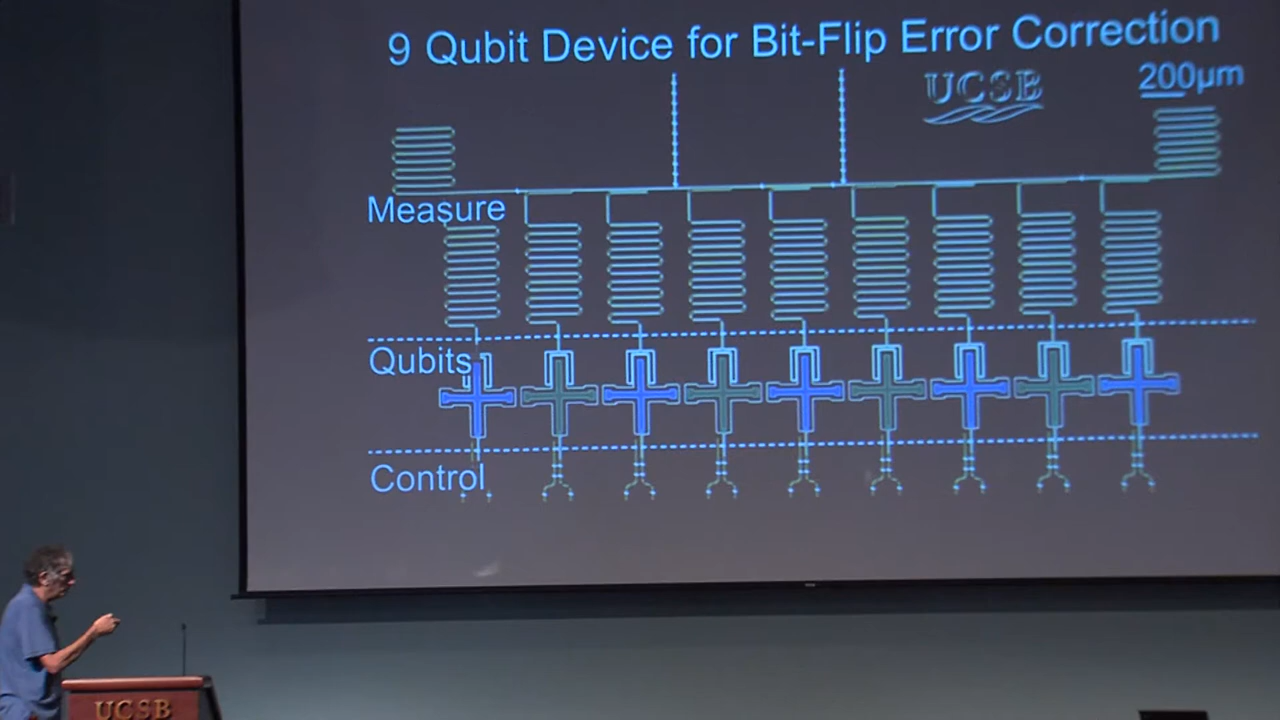 9 Qubit Device for Bit-Flip Error Correction
UCSB
200μm
Measure
Qubits
Control
UCSB